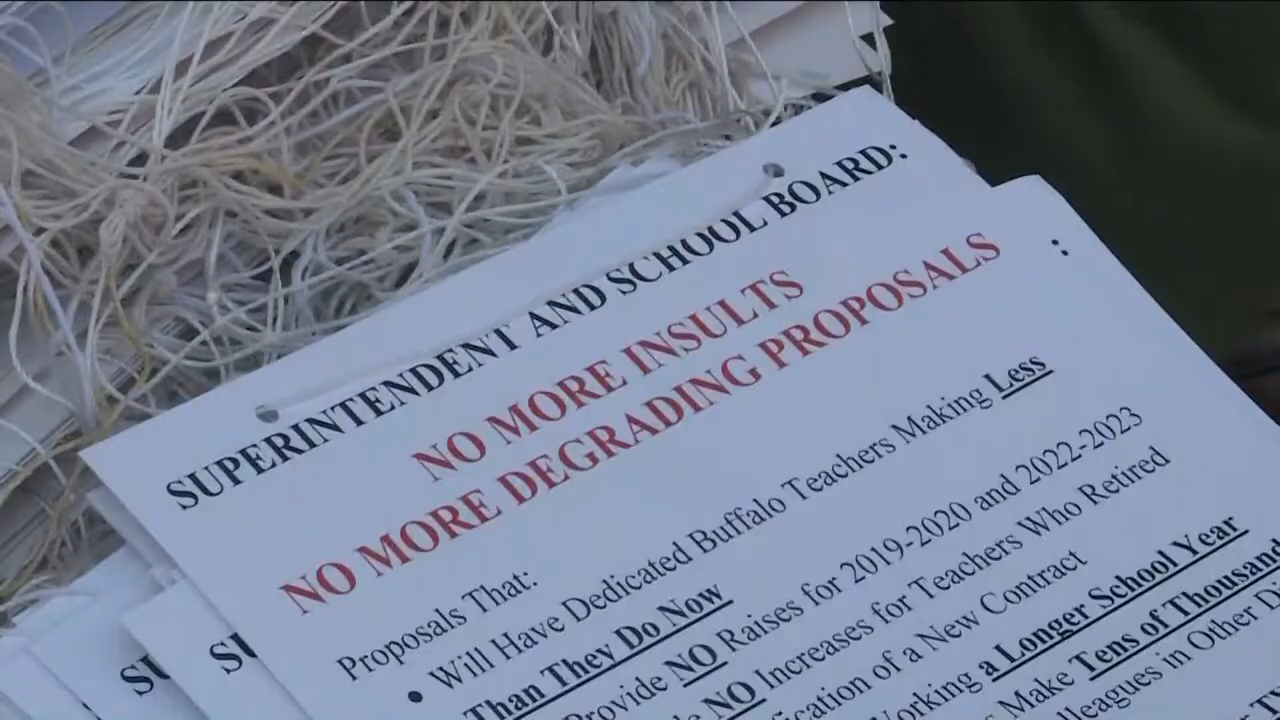 SUPERINTENDENT AND SCHOOL BOARD:
NO MORE INSULTS
NO MORE DEGRADING PROPOSALS
Proposals That:
• Will Have Dedicated Buffalo Teachers Making Less
Than They Do Now
Provide NO Raises for 2019-2020 and 2022-2023
NO Increases for Teachers Who Retired
of a New Contract
Working a Longer School Year
Make Tens of Thousand
in Other
:
SU
SU